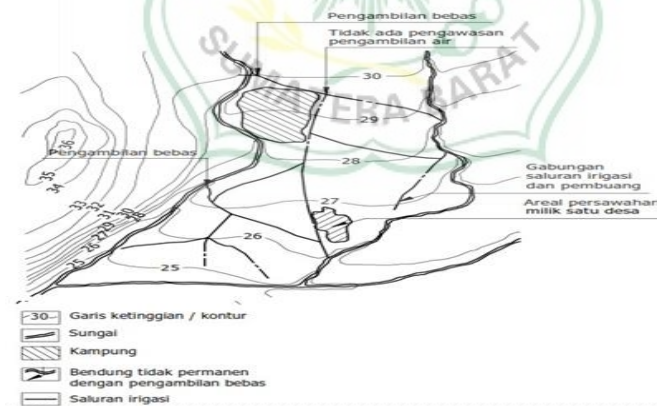 SUMATERA BARAT
Pengambilan bebas
Tidak ada pengawasan
pengambilan air
30
29
Pengambilan bebas
28
Gabungan
saluran irigasi
dan pembuang
27
Areal persawahan
milik satu desa
26
25
36
35
34
33
32
31
30
29
28
27
26
25
30 Garis ketinggian / kontur
Sungai
Kampung
Bendung tidak permanen
dengan pengambilan bebas
Saluran irigasi